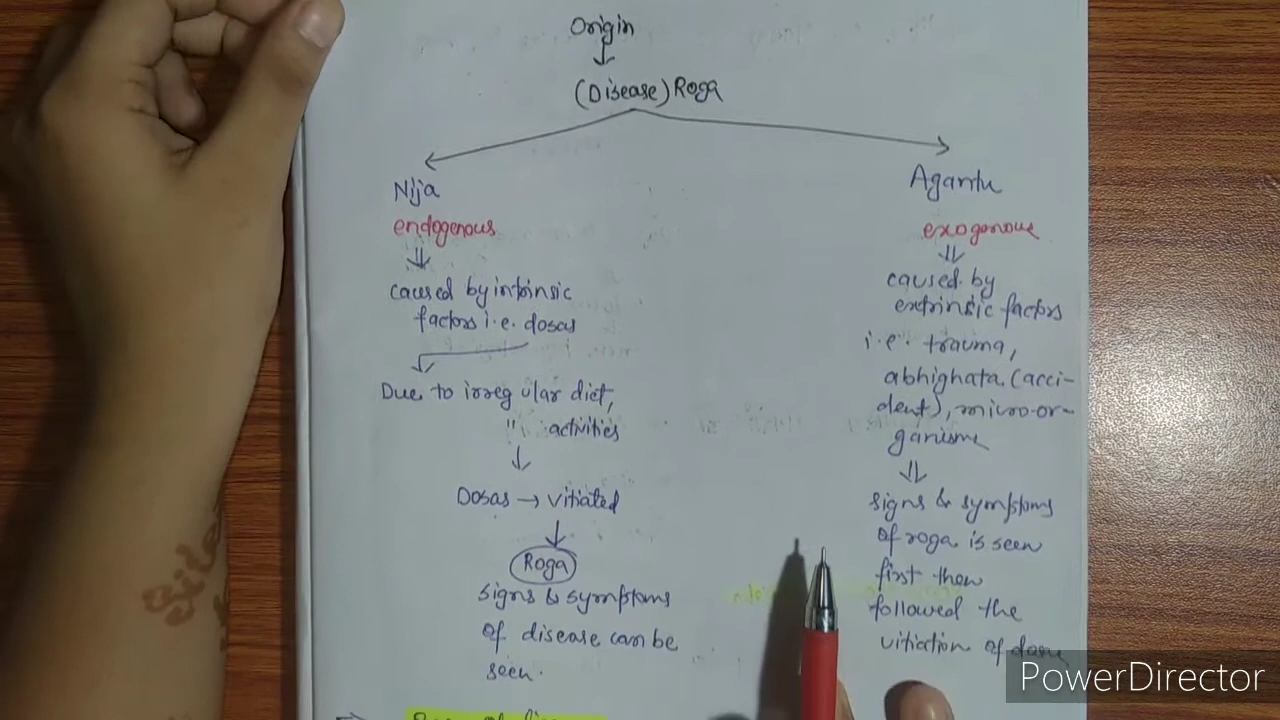 Origin
(Disease) Roga
Nija
endogenous
caused by intrinsic
factors i.e. dosas
Due to irregular diet,
" activities
Dosas → vitiated
Roga
signs & symptoms
of disease can be
seen.
Agantu
exogenous
caused by
extrinsic factors
i.e. trauma,
abhighata (acci-
dent), micro-or-
ganisms
signs & symptoms
of roga is seen
first then
followed the
vitiation of
PowerDirector